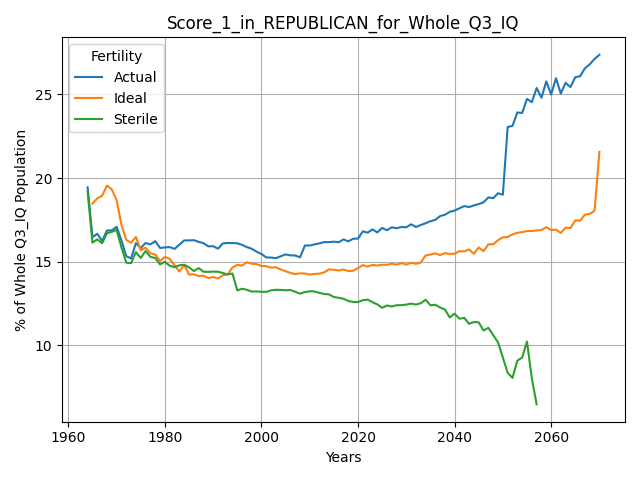 Score_1_in_REPUBLICAN_for_Whole_Q3_IQ
Fertility
Actual
Ideal
Sterile
% of Whole Q3_IQ Population
25
20
15
10
1960
1980
2000
2020
2040
2060
Years